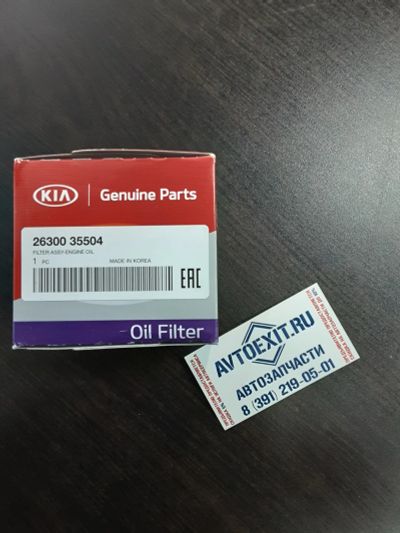 KIA Genuine Parts
26300 35504
FILTER ASSY-ENGINE OIL
1 PC MADE IN KOREA
EAC
Oil Filter
AVTOEXIT.RU
АВТОЗАПЧАСТИ
8 (391) 219-05-01